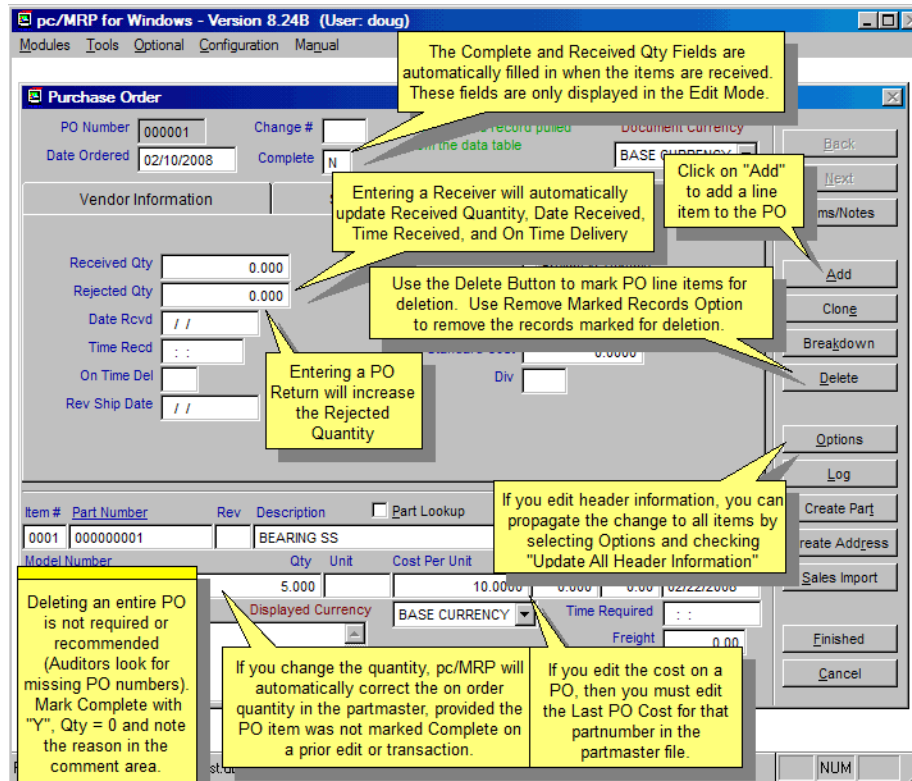 pc/MRP for Windows - Version 8.24B (User: doug)
Modules Tools Optional Configuration Manual
The Complete and Received Qty Fields are
automatically filled in when the items are received.
These fields are only displayed in the Edit Mode.
Purchase Order
PO Number 000001 Change #
record pulled
Document Currency
Date Ordered 02/10/2008 Complete N
the data table
BASE CURRENCY
Back
Next
ms/Notes
Click on "Add"
to add a line
item to the PO
Vendor Information
Entering a Receiver will automatically
update Received Quantity, Date Received,
Time Received, and On Time Delivery
Received Qty 0.000
Rejected Qty 0.000
Date Rcvd / /
Time Recd : :
On Time Del
Rev Ship Date / /
Use the Delete Button to mark PO line items for
deletion. Use Remove Marked Records Option
to remove the records marked for deletion.
0.0000
Div
Entering a PO
Return will increase
the Rejected
Quantity
Add
Clone
Breakdown
Delete
Options
Log
Create Part
reate Address
Sales Import
Finished
Cancel
If you edit header information, you can
propagate the change to all items by
selecting Options and checking
"Update All Header Information"
Item # Part Number Rev Description Part Lookup
0001 000000001 BEARING SS
Model Number Qty Unit Cost Per Unit
5.000 10.0000 0.000 0.00 02/22/2008
Displayed Currency BASE CURRENCY Time Required : :
Freight 0.00
Deleting an entire PO
is not required or
recommended
(Auditors look for
missing PO numbers).
Mark Complete with
"Y", Qty = 0 and note
the reason in the
comment area.
If you change the quantity, pc/MRP will
automatically correct the on order
quantity in the partmaster, provided the
PO item was not marked Complete on
a prior edit or transaction.
If you edit the cost on a
PO, then you must edit
the Last PO Cost for that
partnumber in the
partmaster file.
NUM